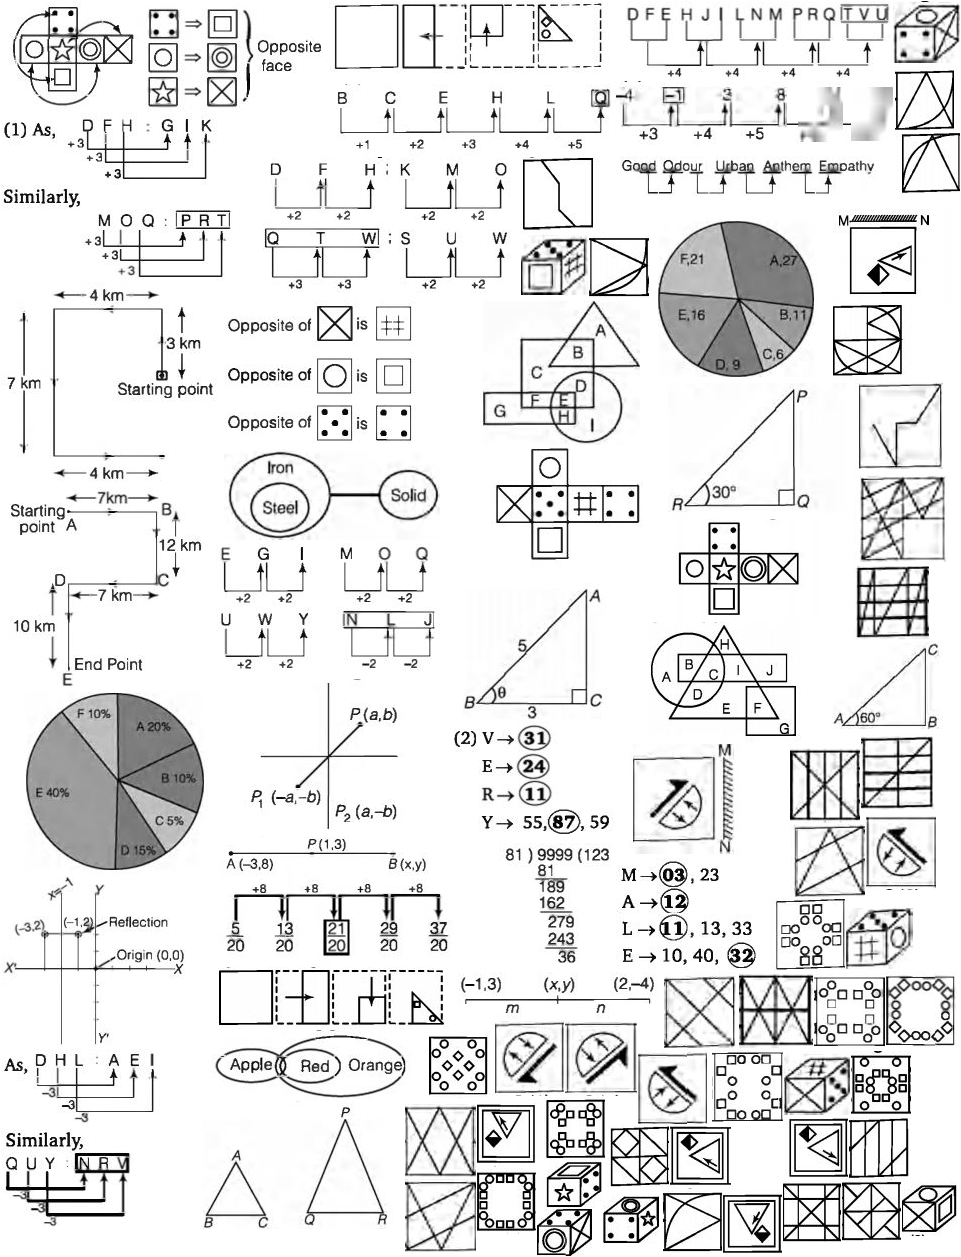 Opposite
face
(1) As,
D F H : G I K
+3
+3
+3
Similarly,
M O Q : P R T
+3
+3
+3
B C E H L Q
+1 +2 +3 +4 +5
D F H : K M O
+2 +2 +2 +2
Q T W : S U W
+3 +3 +2 +2
DFE HJI LNM PRQ TVU
+4 +4 +4 +4
-4 -1 3 8
+3 +4 +5
Good Odour Urban Anthem Empathy
M N
F,21 A,27
E,16 B,11
D, 9 C,6
4 km
3 km
7 km
Starting point
4 km
Opposite of is
Opposite of is
Opposite of is
A
B
C
D
F E
G H I
P
R 30° Q
7km
Starting
point A B
12 km
D C
7 km
10 km
End Point
E
Iron
Steel Solid
E G I M O Q
+2 +2 +2 +2
U W Y N L J
+2 +2 -2 -2
A
5
B θ C
3
H
A B C I J
D
E F
G
C
A 60° B
F 10% A 20%
E 40% B 10%
C 5%
D 15%
P (a,b)
P₁ (-a,-b)
P₂ (a,-b)
P (1,3)
A (-3,8) B (x,y)
(2) V → 31
E → 24
R → 11
Y → 55, 87, 59
81 ) 9999 (123
81
189
162
279
243
36
M
N
M → 03 , 23
A → 12
L → 11 , 13, 33
E → 10, 40, 32
x=-1 Y
(-3,2) (-1,2) Reflection
Origin (0,0)
X' X
Y'
+8 +8 +8 +8
5 13 21 29 37
20 20 20 20 20
(-1,3) (x,y) (2,-4)
m n
As, D H L : A E I
-3
-3
-3
Similarly,
Q U Y : N R V
-3
-3
-3
Apple Red Orange
A
B C
P
Q R